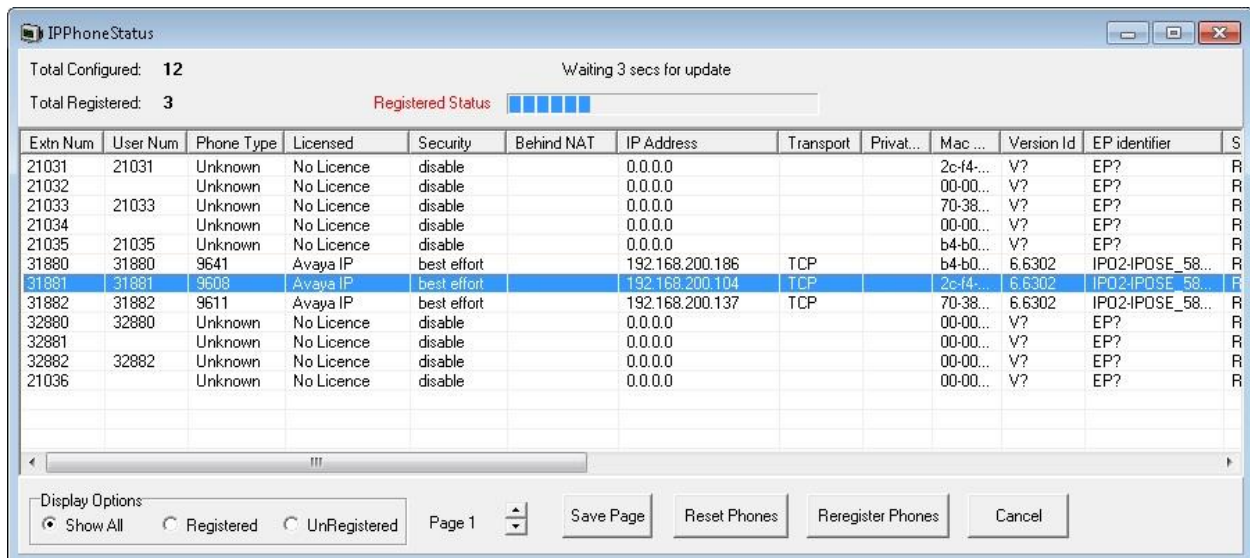 IPPhoneStatus
Total Configured: 12 Waiting 3 secs for update
Total Registered: 3 Registered Status
Extn Num User Num Phone Type Licensed Security Behind NAT IP Address Transport Privat... Mac ... Version Id EP identifier S
21031 21031 Unknown No Licence disable 0.0.0.0 2c-f4-... V? EP? R
21032 Unknown No Licence disable 0.0.0.0 00-00... V? EP? R
21033 21033 Unknown No Licence disable 0.0.0.0 70-38... V? EP? R
21034 Unknown No Licence disable 0.0.0.0 00-00... V? EP? R
21035 21035 Unknown No Licence disable 0.0.0.0 b4-b0... V? EP? R
31880 31880 9641 Avaya IP best effort 192.168.200.186 TCP b4-b0... 6.6302 IPO2-IPOSE_58... R
31881 31881 9608 Avaya IP best effort 192.168.200.104 TCP 2c-f4-... 6.6302 IPO2-IPOSE_58... R
31882 31882 9611 Avaya IP best effort 192.168.200.137 TCP 70-38... 6.6302 IPO2-IPOSE_58... R
32880 32880 Unknown No Licence disable 0.0.0.0 00-00... V? EP? R
32881 Unknown No Licence disable 0.0.0.0 00-00... V? EP? R
32882 32882 Unknown No Licence disable 0.0.0.0 00-00... V? EP? R
21036 Unknown No Licence disable 0.0.0.0 00-00... V? EP? R
Display Options
Show All Registered UnRegistered Page 1 Save Page Reset Phones Reregister Phones Cancel